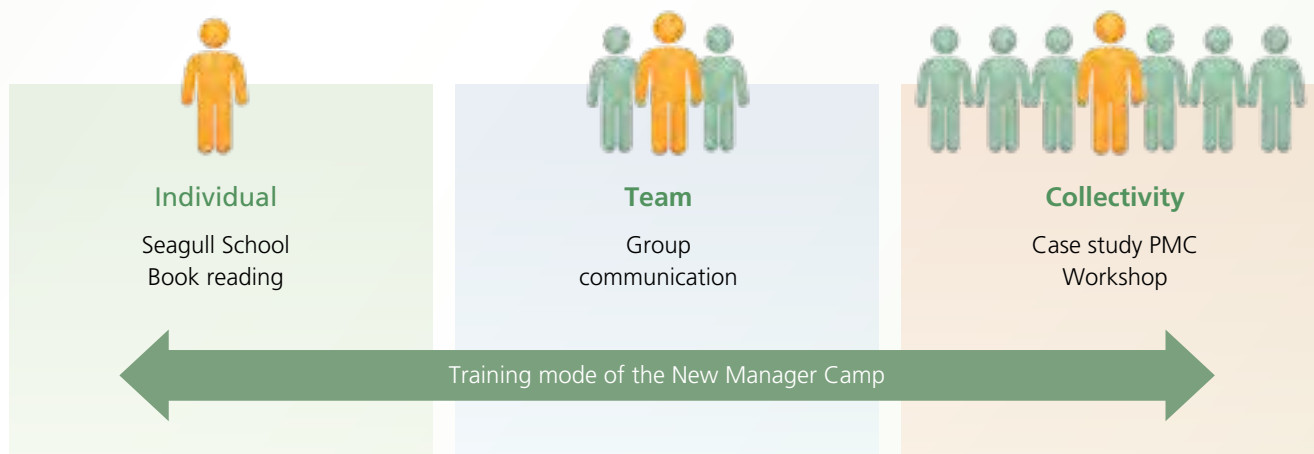 Individual
Seagull School
Book reading
Team
Group
communication
Collectivity
Case study PMC
Workshop
Training mode of the New Manager Camp